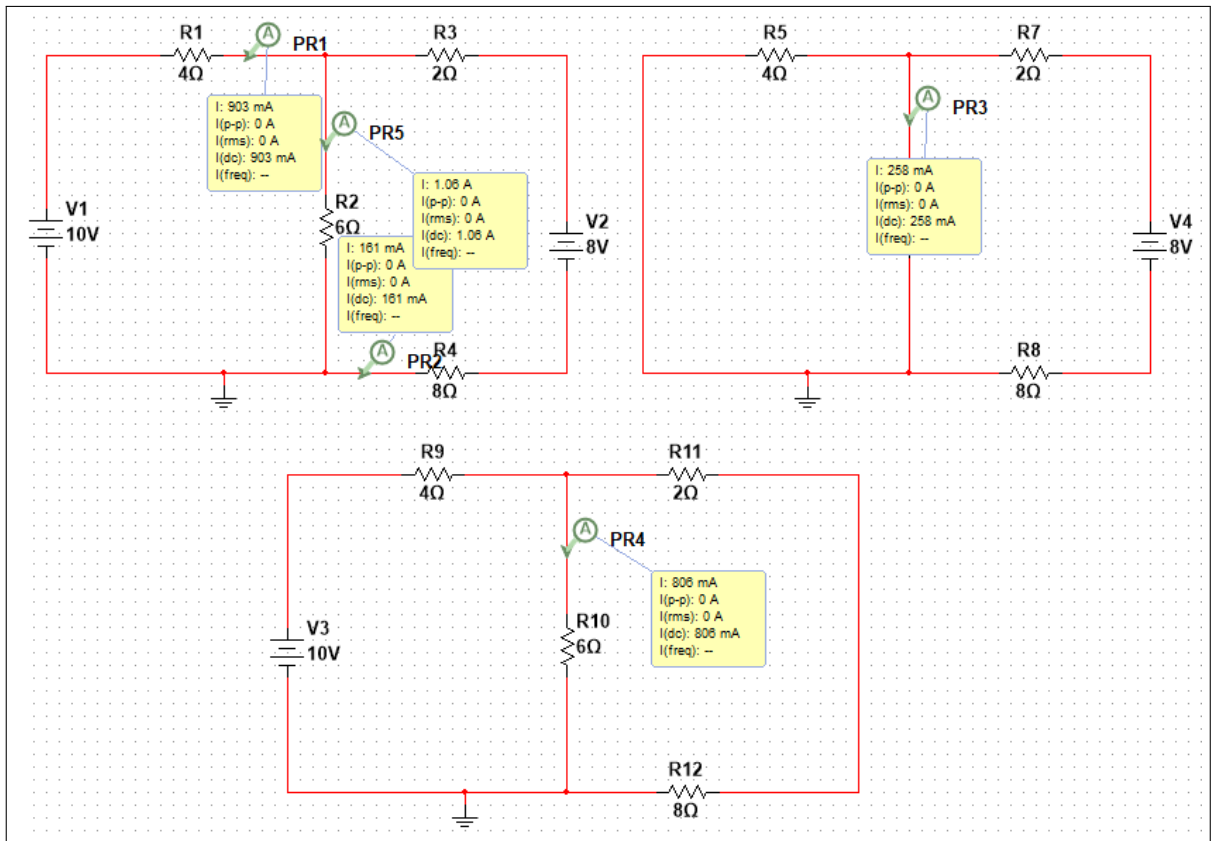 R1
4Ω
A
PR1
R3
2Ω
I: 903 mA
I(p-p): 0 A
I(rms): 0 A
I(dc): 903 mA
I(freq): --
A
PR5
I: 1.06 A
I(p-p): 0 A
I(rms): 0 A
I(dc): 1.06 A
I(freq): --
V1
10V
R2
6Ω
I: 161 mA
I(p-p): 0 A
I(rms): 0 A
I(dc): 161 mA
I(freq): --
V2
8V
A
PR2
R4
8Ω
R5
4Ω
R7
2Ω
A
PR3
I: 258 mA
I(p-p): 0 A
I(rms): 0 A
I(dc): 258 mA
I(freq): --
V4
8V
R8
8Ω
R9
4Ω
R11
2Ω
A
PR4
I: 806 mA
I(p-p): 0 A
I(rms): 0 A
I(dc): 806 mA
I(freq): --
V3
10V
R10
6Ω
R12
8Ω